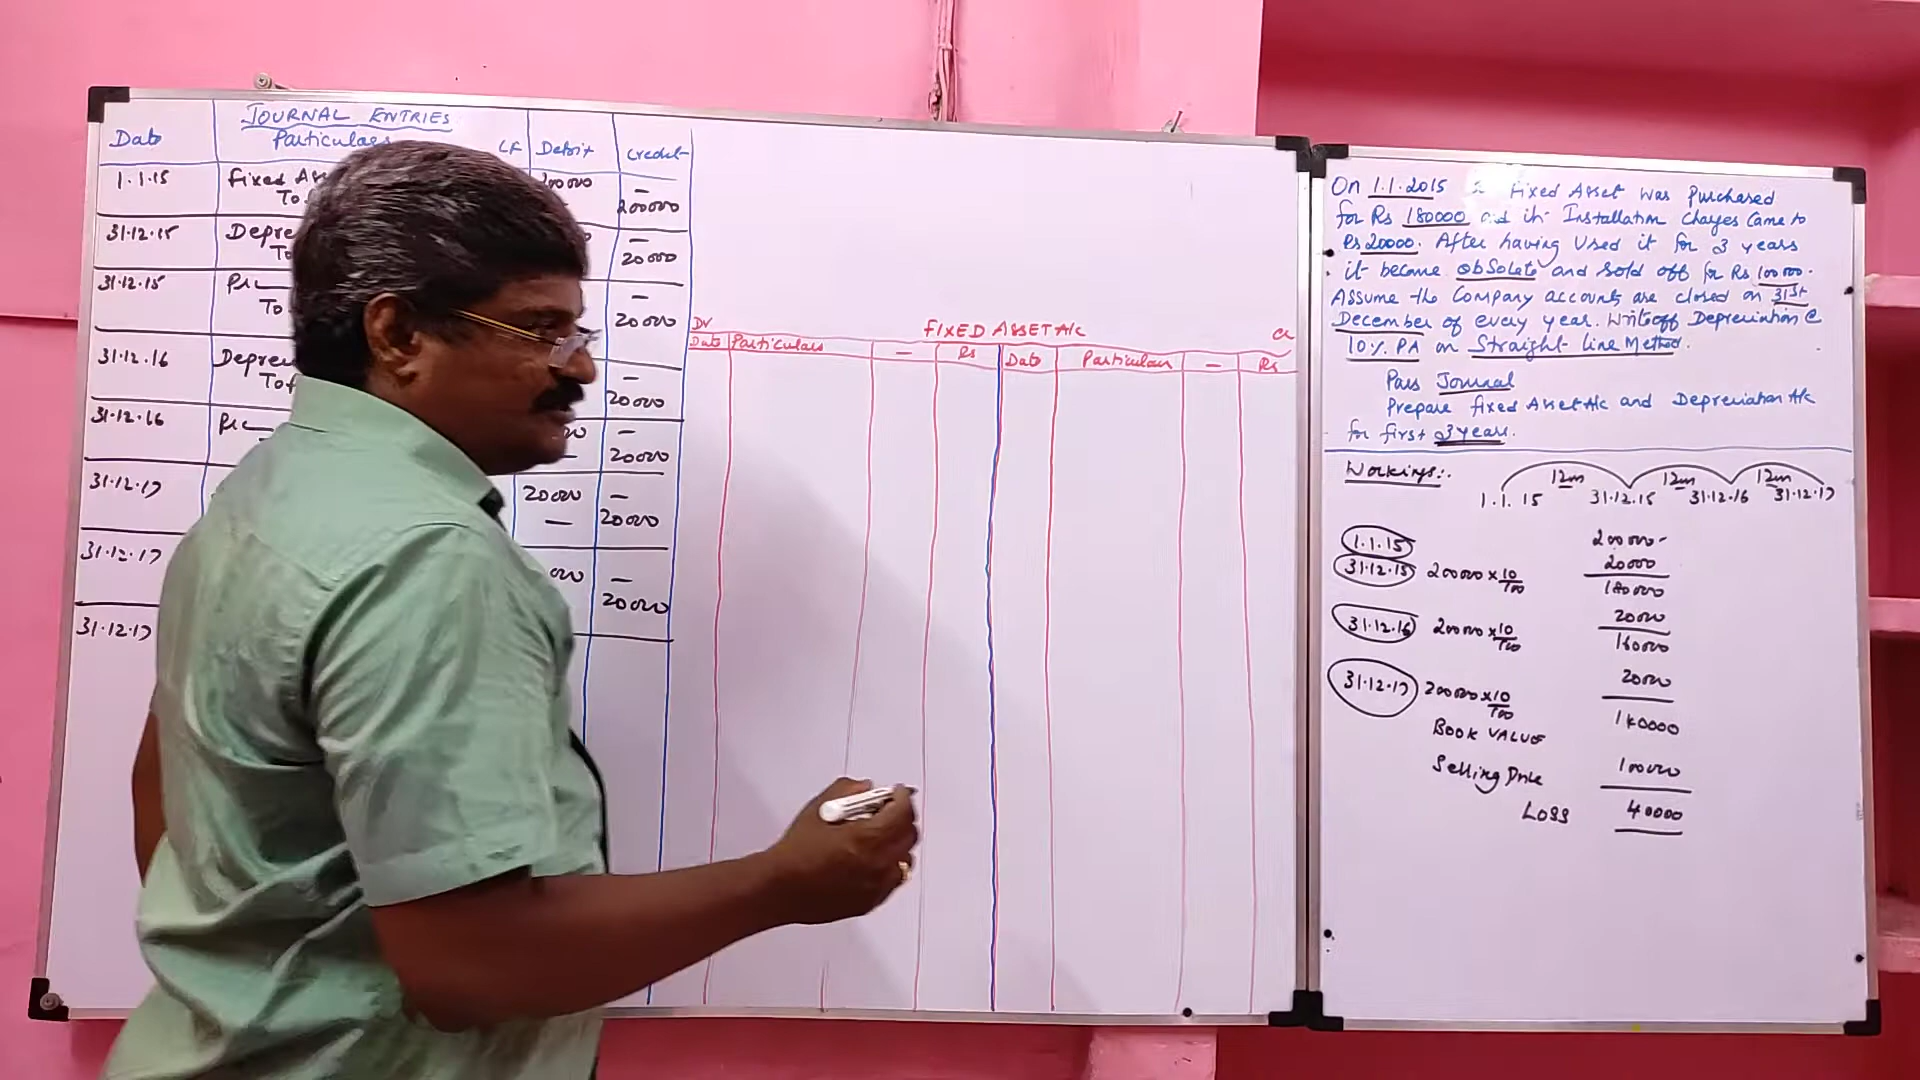 JOURNAL ENTRIES
Date Particulars LF Debit Credit
1.1.15 Fixed As 200000 -
To 200000
31.12.15 Depre -
To 20000
31.12.15 P/L -
To 20000
31.12.16 Deprec -
To f 20000
31.12.16 P/L -
20000
31.12.17 20000 -
- 20000
31.12.17 -
20000
31.12.17
Dr FIXED ASSET A/c Cr
Date Particulars - Rs Date Particulars - Rs
On 1.1.2015 a Fixed Asset was Purchased
for Rs 180000 and its Installation charges came to
Rs 20000. After having Used it for 3 years
it became obsolete and sold off for Rs 100000.
Assume the Company accounts are closed on 31st
December of every year. Write off Depreciation @
10% PA on Straight Line Method.
Pass Journal
Prepare fixed Asset A/c and Depreciation A/c
for first 3 years.
Workings:-
12m 12m 12m
1.1.15 31.12.15 31.12.16 31.12.17
1.1.15 200000-
31.12.15 200000 x 10/100 20000
180000
31.12.16 200000 x 10/100 20000
160000
31.12.17 200000 x 10/100 20000
BOOK VALUE 140000
Selling Price 100000
Loss 40000